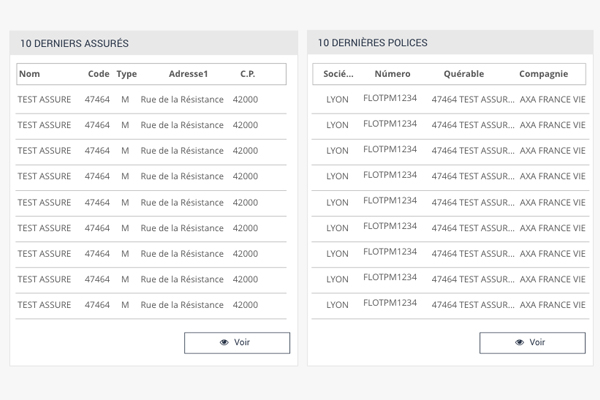 10 DERNIERS ASSURÉS
Nom Code Type Adresse1 C.P.
TEST ASSURE 47464 M Rue de la Résistance 42000
TEST ASSURE 47464 M Rue de la Résistance 42000
TEST ASSURE 47464 M Rue de la Résistance 42000
TEST ASSURE 47464 M Rue de la Résistance 42000
TEST ASSURE 47464 M Rue de la Résistance 42000
TEST ASSURE 47464 M Rue de la Résistance 42000
TEST ASSURE 47464 M Rue de la Résistance 42000
TEST ASSURE 47464 M Rue de la Résistance 42000
TEST ASSURE 47464 M Rue de la Résistance 42000
Voir
10 DERNIÈRES POLICES
Socié... Número Quérable Compagnie
LYON FLOTPM1234 47464 TEST ASSUR... AXA FRANCE VIE
LYON FLOTPM1234 47464 TEST ASSUR... AXA FRANCE VIE
LYON FLOTPM1234 47464 TEST ASSUR... AXA FRANCE VIE
LYON FLOTPM1234 47464 TEST ASSUR... AXA FRANCE VIE
LYON FLOTPM1234 47464 TEST ASSUR... AXA FRANCE VIE
LYON FLOTPM1234 47464 TEST ASSUR... AXA FRANCE VIE
LYON FLOTPM1234 47464 TEST ASSUR... AXA FRANCE VIE
LYON FLOTPM1234 47464 TEST ASSUR... AXA FRANCE VIE
LYON FLOTPM1234 47464 TEST ASSUR... AXA FRANCE VIE
Voir